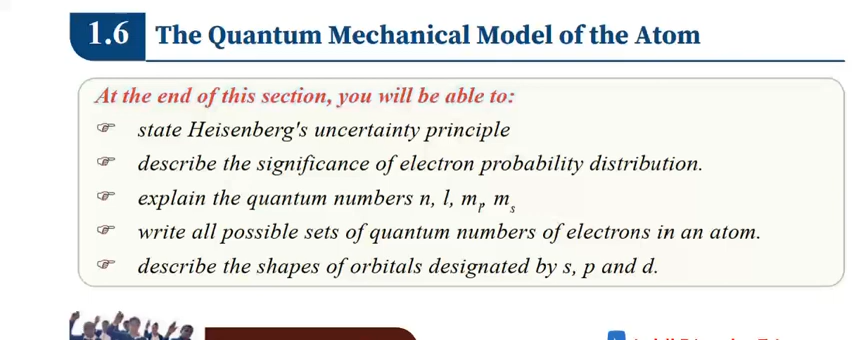 1.6 The Quantum Mechanical Model of the Atom
At the end of this section, you will be able to:
☞ state Heisenberg's uncertainty principle
☞ describe the significance of electron probability distribution.
☞ explain the quantum numbers n, l, mₗ, mₛ
☞ write all possible sets of quantum numbers of electrons in an atom.
☞ describe the shapes of orbitals designated by s, p and d.